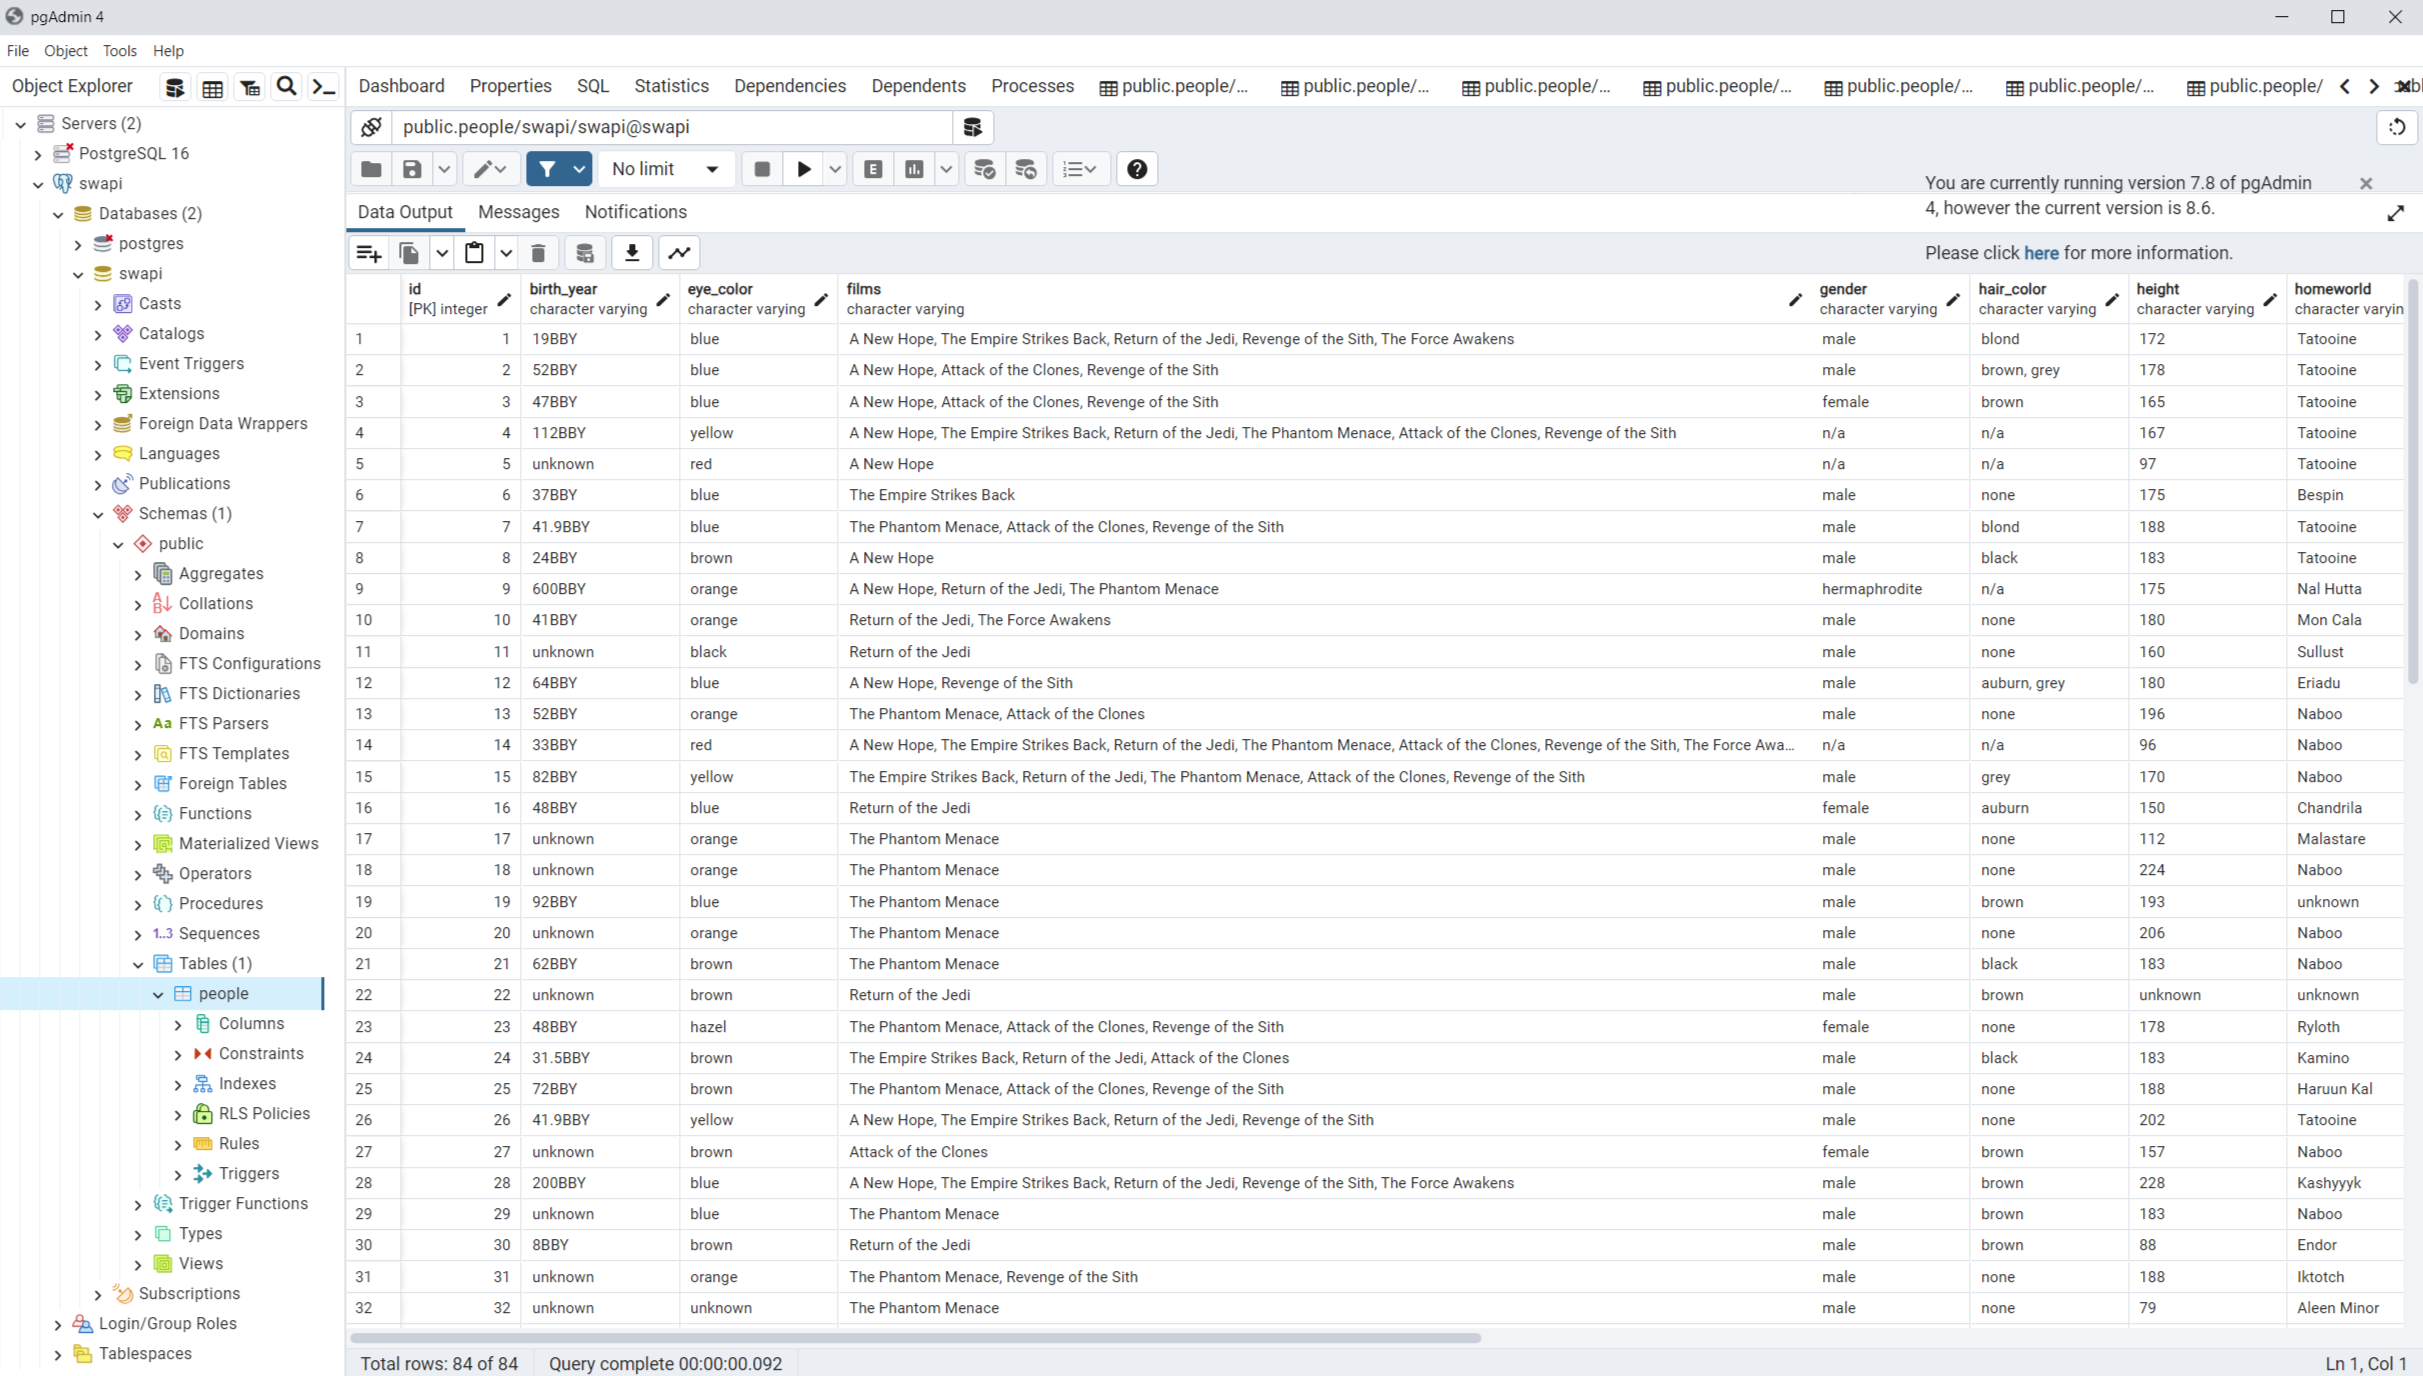 pgAdmin 4
File Object Tools Help
Object Explorer
Dashboard Properties SQL Statistics Dependencies Dependents Processes public.people/... public.people/... public.people/... public.people/... public.people/... public.people/... public.people/
Servers (2)
PostgreSQL 16
swapi
Databases (2)
postgres
swapi
Casts
Catalogs
Event Triggers
Extensions
Foreign Data Wrappers
Languages
Publications
Schemas (1)
public
Aggregates
Collations
Domains
FTS Configurations
FTS Dictionaries
Aa FTS Parsers
FTS Templates
Foreign Tables
Functions
Materialized Views
Operators
Procedures
1..3 Sequences
Tables (1)
people
Columns
Constraints
Indexes
RLS Policies
Rules
Triggers
Trigger Functions
Types
Views
Subscriptions
Login/Group Roles
Tablespaces
public.people/swapi/swapi@swapi
No limit E
You are currently running version 7.8 of pgAdmin
4, however the current version is 8.6.
Please click here for more information.
Data Output Messages Notifications
id birth_year eye_color films gender hair_color height homeworld
[PK] integer character varying character varying character varying character varying character varying character varying character varyin
1 1 19BBY blue A New Hope, The Empire Strikes Back, Return of the Jedi, Revenge of the Sith, The Force Awakens male blond 172 Tatooine
2 2 52BBY blue A New Hope, Attack of the Clones, Revenge of the Sith male brown, grey 178 Tatooine
3 3 47BBY blue A New Hope, Attack of the Clones, Revenge of the Sith female brown 165 Tatooine
4 4 112BBY yellow A New Hope, The Empire Strikes Back, Return of the Jedi, The Phantom Menace, Attack of the Clones, Revenge of the Sith n/a n/a 167 Tatooine
5 5 unknown red A New Hope n/a n/a 97 Tatooine
6 6 37BBY blue The Empire Strikes Back male none 175 Bespin
7 7 41.9BBY blue The Phantom Menace, Attack of the Clones, Revenge of the Sith male blond 188 Tatooine
8 8 24BBY brown A New Hope male black 183 Tatooine
9 9 600BBY orange A New Hope, Return of the Jedi, The Phantom Menace hermaphrodite n/a 175 Nal Hutta
10 10 41BBY orange Return of the Jedi, The Force Awakens male none 180 Mon Cala
11 11 unknown black Return of the Jedi male none 160 Sullust
12 12 64BBY blue A New Hope, Revenge of the Sith male auburn, grey 180 Eriadu
13 13 52BBY orange The Phantom Menace, Attack of the Clones male none 196 Naboo
14 14 33BBY red A New Hope, The Empire Strikes Back, Return of the Jedi, The Phantom Menace, Attack of the Clones, Revenge of the Sith, The Force Awa... n/a n/a 96 Naboo
15 15 82BBY yellow The Empire Strikes Back, Return of the Jedi, The Phantom Menace, Attack of the Clones, Revenge of the Sith male grey 170 Naboo
16 16 48BBY blue Return of the Jedi female auburn 150 Chandrila
17 17 unknown orange The Phantom Menace male none 112 Malastare
18 18 unknown orange The Phantom Menace male none 224 Naboo
19 19 92BBY blue The Phantom Menace male brown 193 unknown
20 20 unknown orange The Phantom Menace male none 206 Naboo
21 21 62BBY brown The Phantom Menace male black 183 Naboo
22 22 unknown brown Return of the Jedi male brown unknown unknown
23 23 48BBY hazel The Phantom Menace, Attack of the Clones, Revenge of the Sith female none 178 Ryloth
24 24 31.5BBY brown The Empire Strikes Back, Return of the Jedi, Attack of the Clones male black 183 Kamino
25 25 72BBY brown The Phantom Menace, Attack of the Clones, Revenge of the Sith male none 188 Haruun Kal
26 26 41.9BBY yellow A New Hope, The Empire Strikes Back, Return of the Jedi, Revenge of the Sith male none 202 Tatooine
27 27 unknown brown Attack of the Clones female brown 157 Naboo
28 28 200BBY blue A New Hope, The Empire Strikes Back, Return of the Jedi, Revenge of the Sith, The Force Awakens male brown 228 Kashyyyk
29 29 unknown blue The Phantom Menace male brown 183 Naboo
30 30 8BBY brown Return of the Jedi male brown 88 Endor
31 31 unknown orange The Phantom Menace, Revenge of the Sith male none 188 Iktotch
32 32 unknown unknown The Phantom Menace male none 79 Aleen Minor
Total rows: 84 of 84 Query complete 00:00:00.092 Ln 1, Col 1